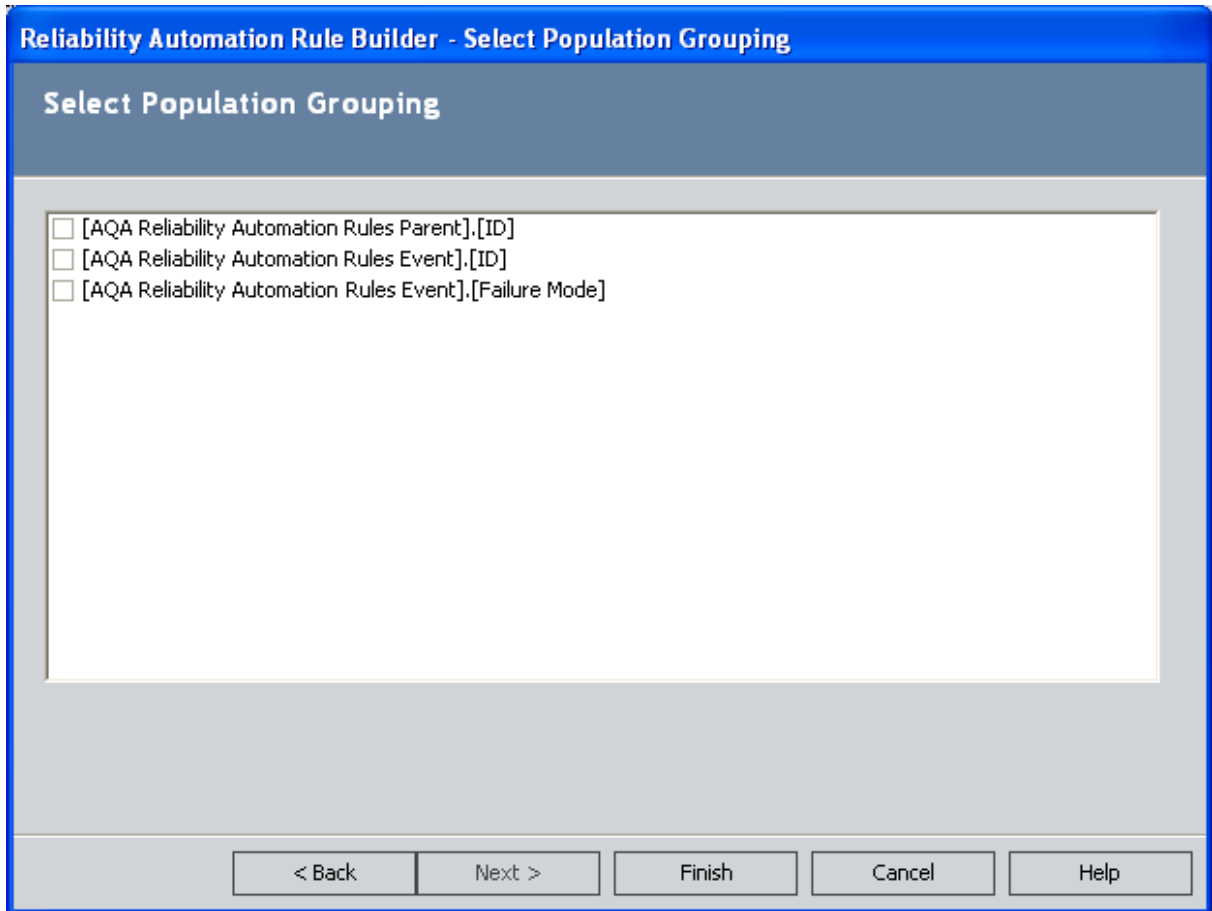 Reliability Automation Rule Builder - Select Population Grouping
Select Population Grouping
[AQA Reliability Automation Rules Parent].[ID]
[AQA Reliability Automation Rules Event].[ID]
[AQA Reliability Automation Rules Event].[Failure Mode]
< Back Next > Finish Cancel Help